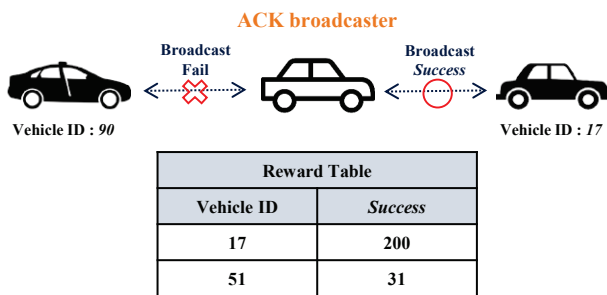 ACK broadcaster
Broadcast
Fail
Broadcast
Success
Vehicle ID : 90
Vehicle ID : 17
Reward Table
Vehicle ID Success
17 200
51 31